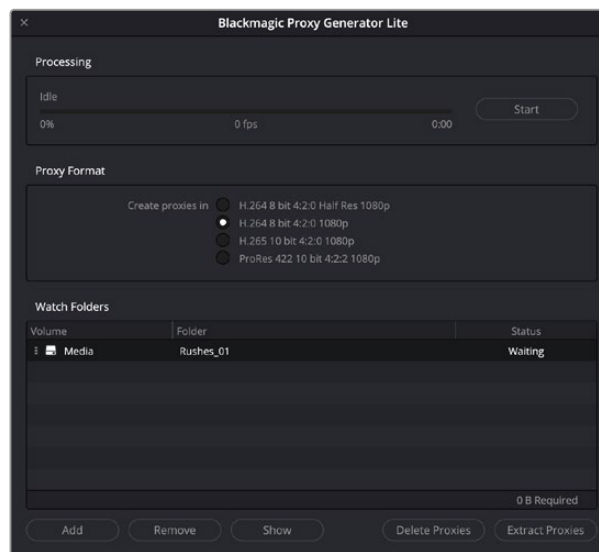 Blackmagic Proxy Generator Lite
Processing
Idle
0% 0 fps 0:00
Start
Proxy Format
Create proxies in H.264 8 bit 4:2:0 Half Res 1080p
H.264 8 bit 4:2:0 1080p
H.265 10 bit 4:2:0 1080p
ProRes 422 10 bit 4:2:2 1080p
Watch Folders
Volume Folder Status
Media Rushes_01 Waiting
0 B Required
Add Remove Show Delete Proxies Extract Proxies